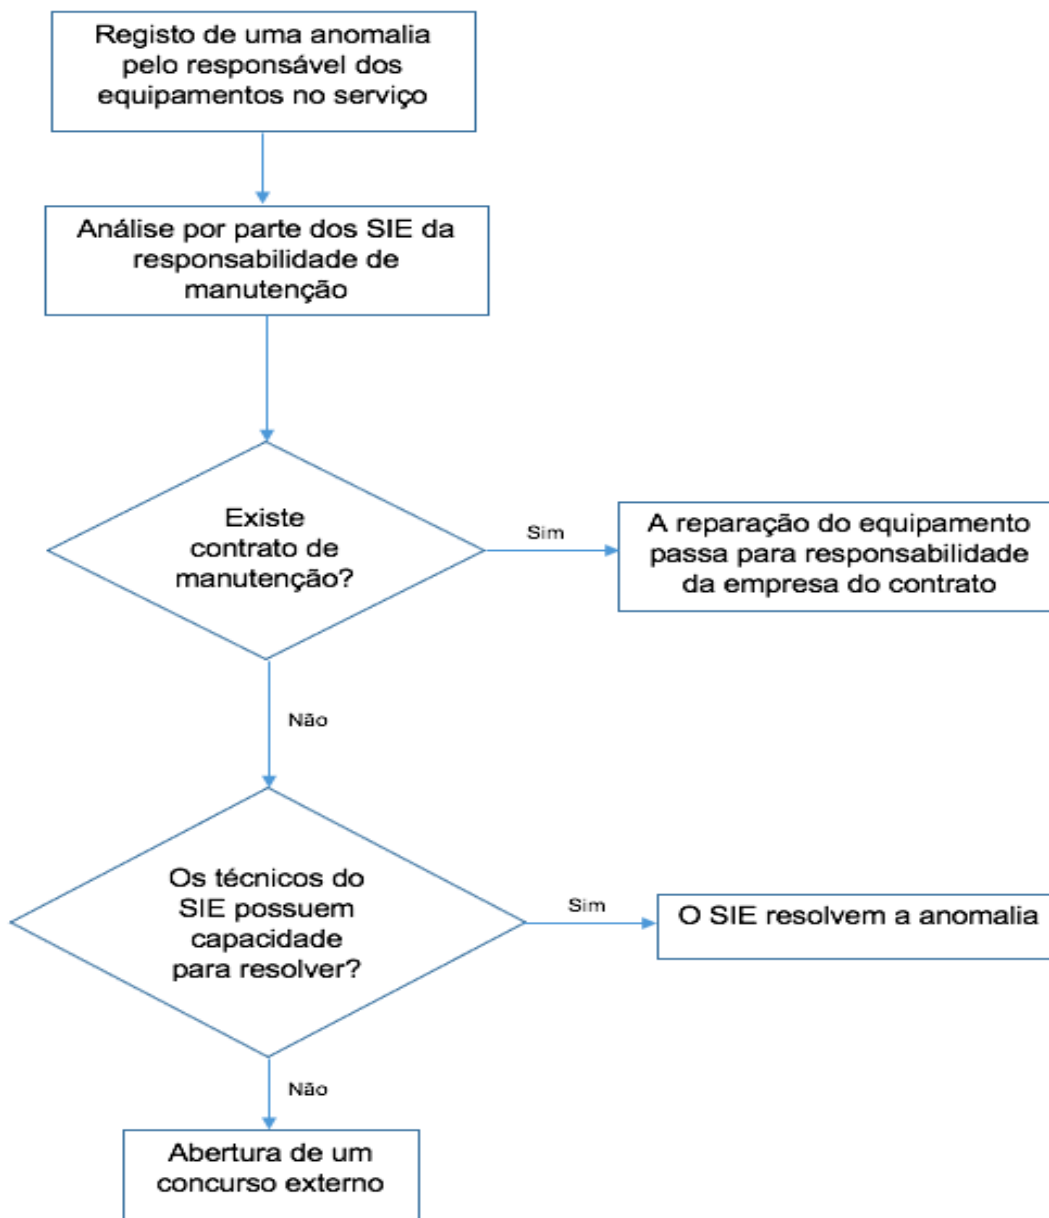 Registo de uma anomalia
pelo responsável dos
equipamentos no serviço
Análise por parte dos SIE da
responsabilidade de
manutenção
Existe
contrato de
manutenção?
Sim
A reparação do equipamento
passa para responsabilidade
da empresa do contrato
Não
Os técnicos do
SIE possuem
capacidade
para resolver?
Sim
O SIE resolvem a anomalia
Não
Abertura de um
concurso externo